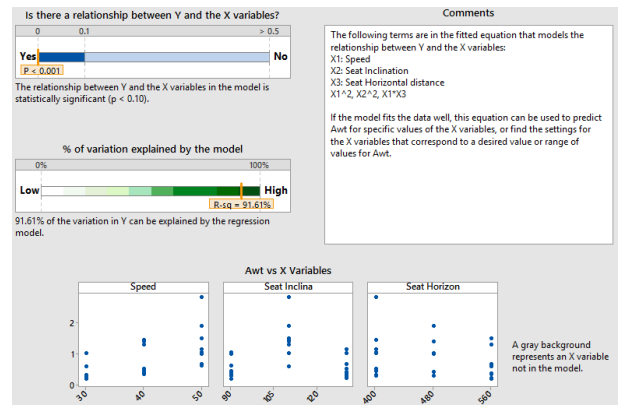 Is there a relationship between Y and the X variables?
0 0.1 > 0.5
Yes No
P < 0.001
The relationship between Y and the X variables in the model is
statistically significant (p < 0.10).
% of variation explained by the model
0% 100%
Low High
R-sq = 91.61%
91.61% of the variation in Y can be explained by the regression
model.
Comments
The following terms are in the fitted equation that models the
relationship between Y and the X variables:
X1: Speed
X2: Seat Inclination
X3: Seat Horizontal distance
X1^2, X2^2, X1*X3
If the model fits the data well, this equation can be used to predict
Awt for specific values of the X variables, or find the settings for
the X variables that correspond to a desired value or range of
values for Awt.
Awt vs X Variables
Speed Seat Inclina Seat Horizon
2
1
0
30 40 50 90 105 120 400 480 560
A gray background
represents an X variable
not in the model.